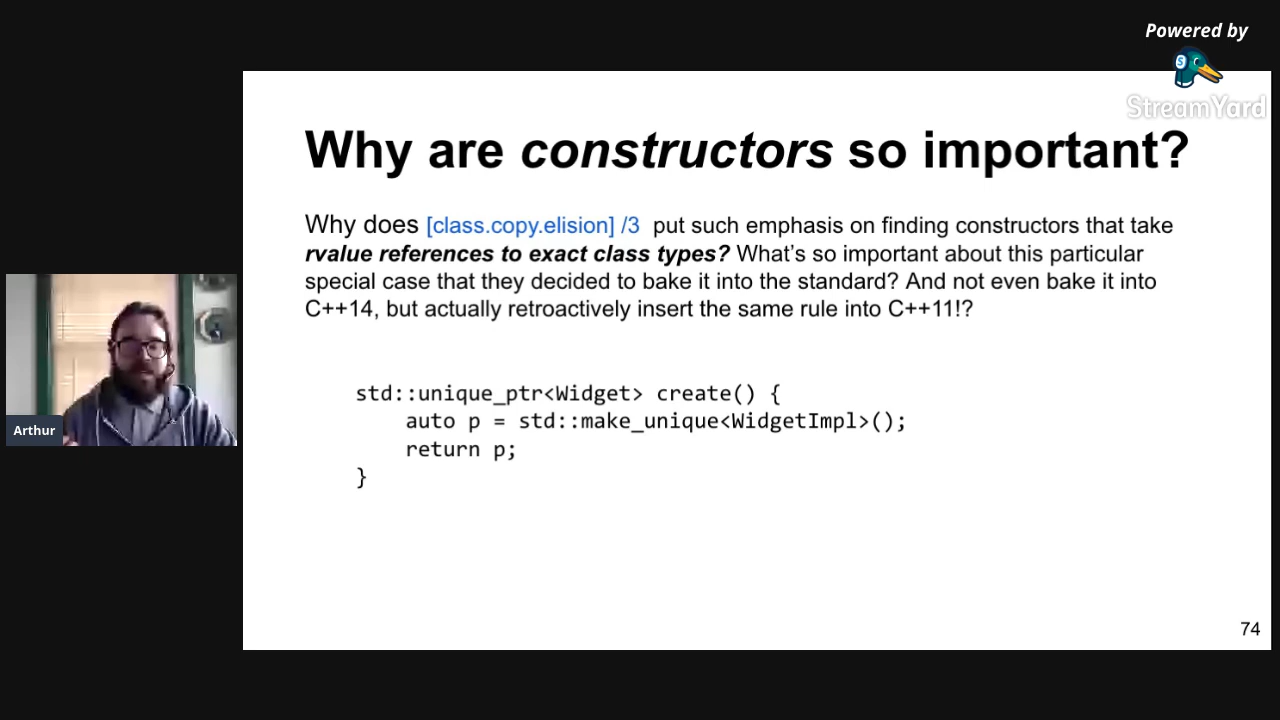 Powered by
StreamYard
Why are constructors so important?
Why does [class.copy.elision] /3 put such emphasis on finding constructors that take
rvalue references to exact class types? What’s so important about this particular
special case that they decided to bake it into the standard? And not even bake it into
C++14, but actually retroactively insert the same rule into C++11!?
std::unique_ptr<Widget> create() {
    auto p = std::make_unique<WidgetImpl>();
    return p;
}
Arthur
74